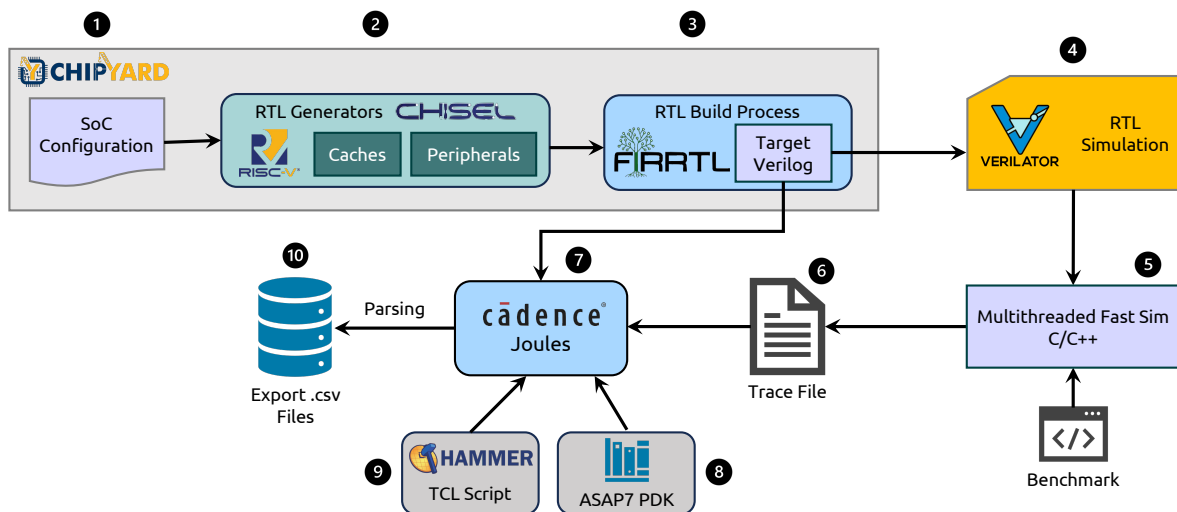 1
2
3
4
CHIPYARD
SoC
Configuration
RTL Generators
CHISEL
RISC-V®
Caches
Peripherals
RTL Build Process
FIRRTL
Target
Verilog
VERILATOR
RTL
Simulation
10
7
6
5
Parsing
cādence®
Joules
Multithreaded Fast Sim
C/C++
Export .csv
Files
Trace File
9
HAMMER
TCL Script
ASAP7 PDK
8
</>
Benchmark